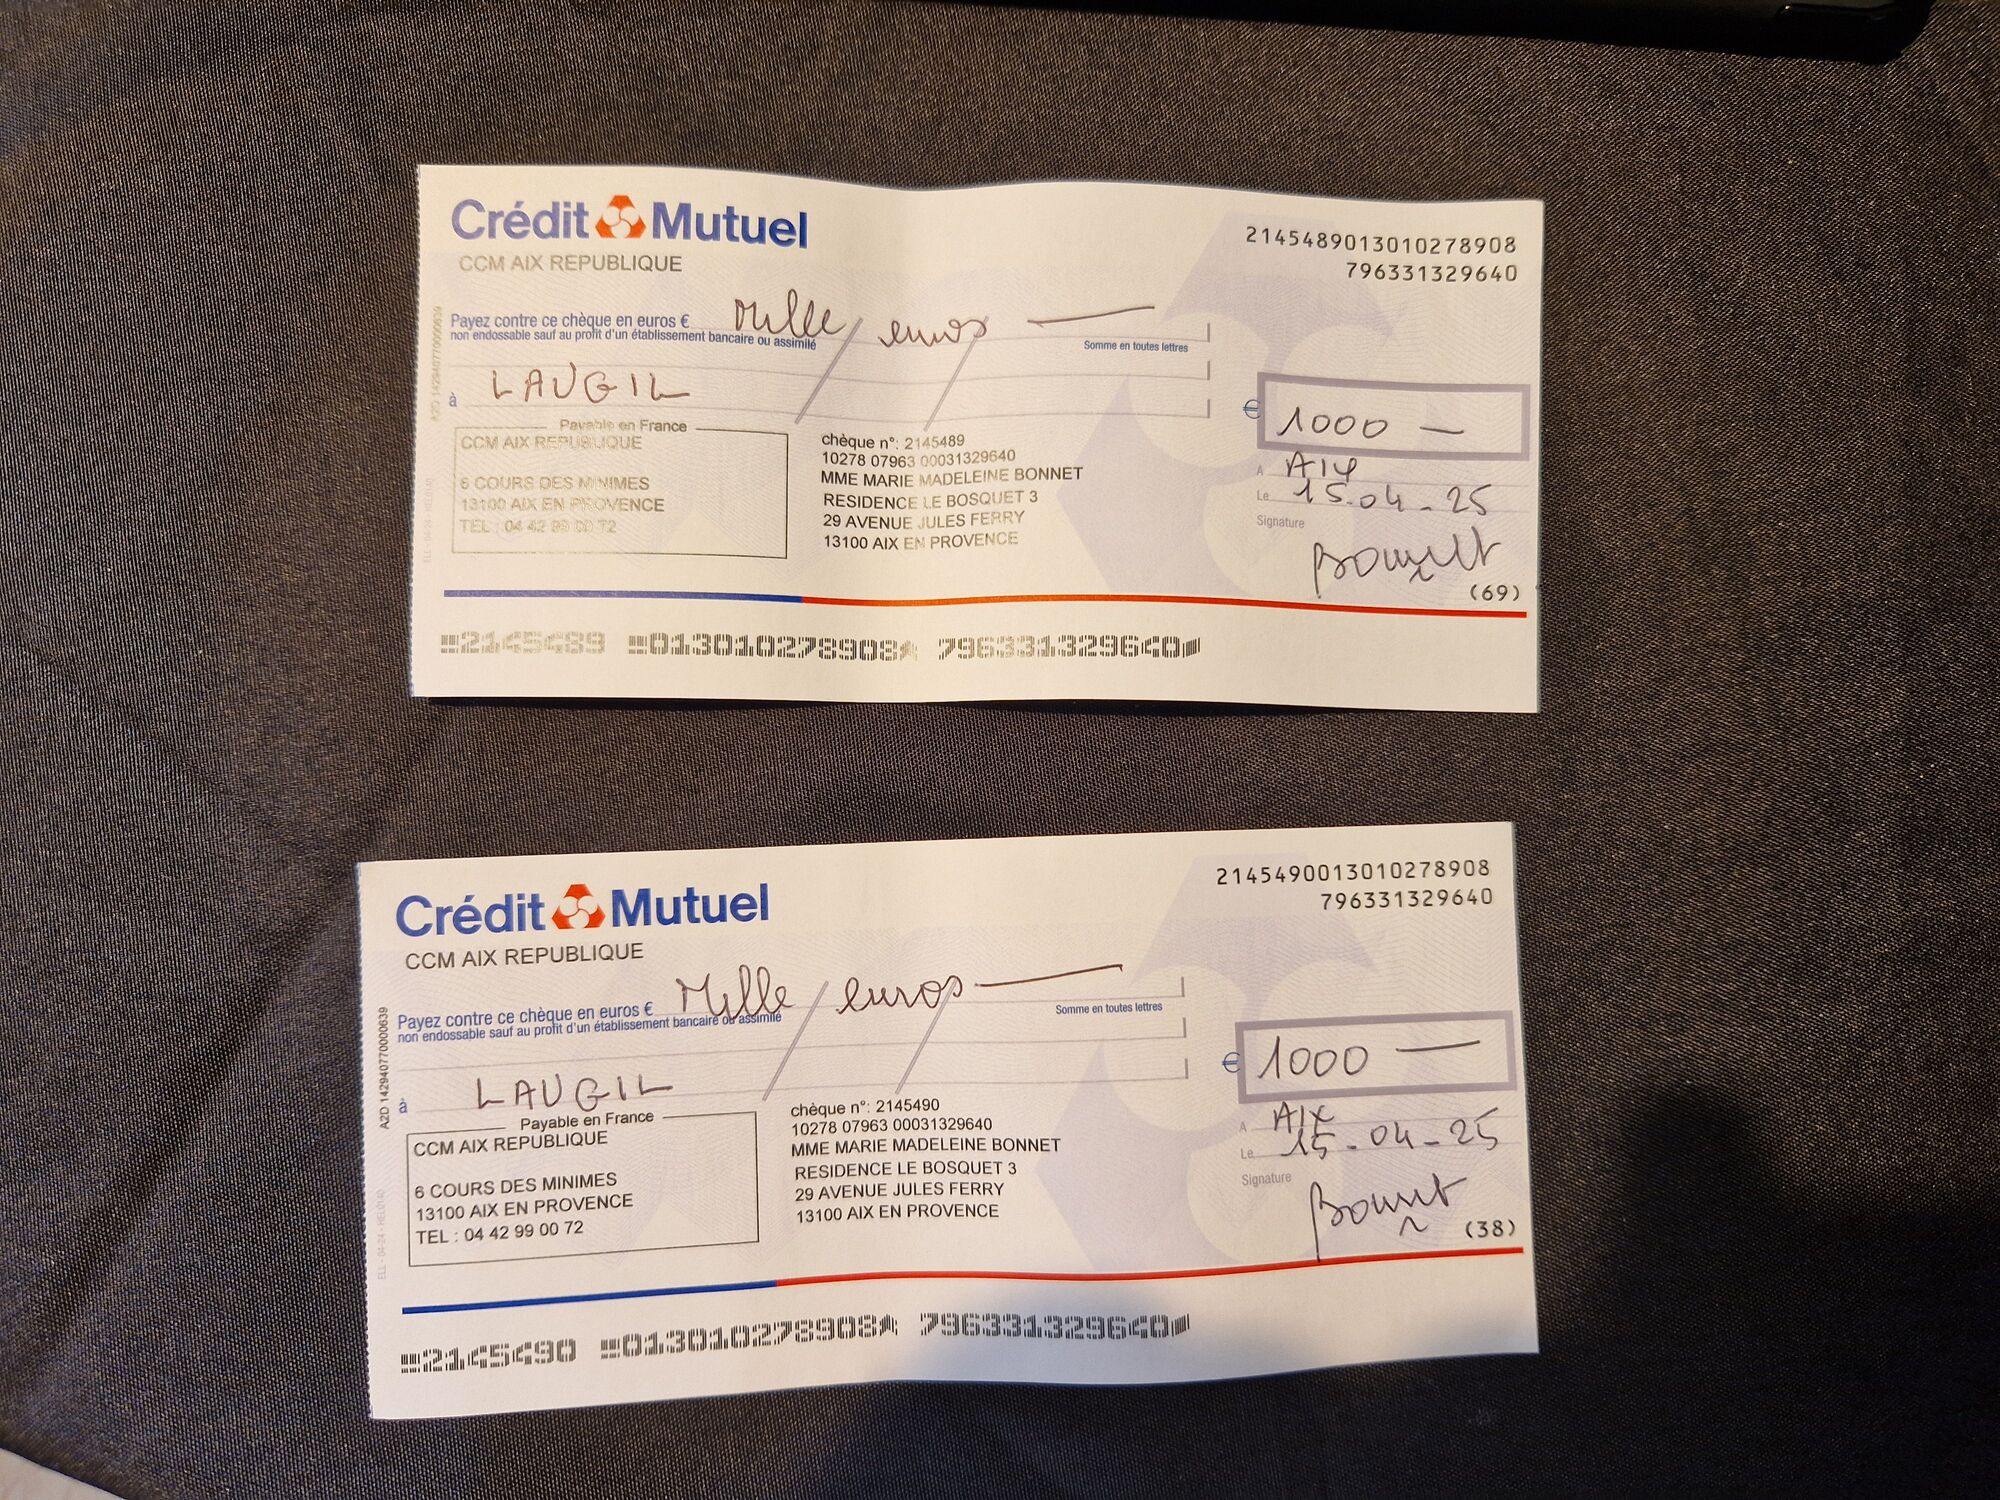 Crédit Mutuel
CCM AIX REPUBLIQUE
2145489013010278908
796331329640
Payez contre ce chèque en euros € Mille euros
non endossable sauf au profit d'un établissement bancaire ou assimilé
Somme en toutes lettres
à LAUGIL
€ 1000 —
Payable en France
CCM AIX REPUBLIQUE
6 COURS DES MINIMES
13100 AIX EN PROVENCE
TEL : 04 42 99 00 72
chèque n°: 2145489
10278 07963 00031329640
MME MARIE MADELEINE BONNET
RESIDENCE LE BOSQUET 3
29 AVENUE JULES FERRY
13100 AIX EN PROVENCE
A AIX
Le 15.04-25
Signature
Bonnet
(69)
2145489 013010278908 796331329640
Crédit Mutuel
CCM AIX REPUBLIQUE
2145490013010278908
796331329640
Payez contre ce chèque en euros € Mille euros
non endossable sauf au profit d'un établissement bancaire ou assimilé
Somme en toutes lettres
à LAUGIL
€ 1000 —
A2D 1429407700000639
Payable en France
CCM AIX REPUBLIQUE
6 COURS DES MINIMES
13100 AIX EN PROVENCE
TEL : 04 42 99 00 72
chèque n°: 2145490
10278 07963 00031329640
MME MARIE MADELEINE BONNET
RESIDENCE LE BOSQUET 3
29 AVENUE JULES FERRY
13100 AIX EN PROVENCE
A AIX
Le 15-04-25
Signature
Bonnet
(38)
2145490 013010278908 796331329640